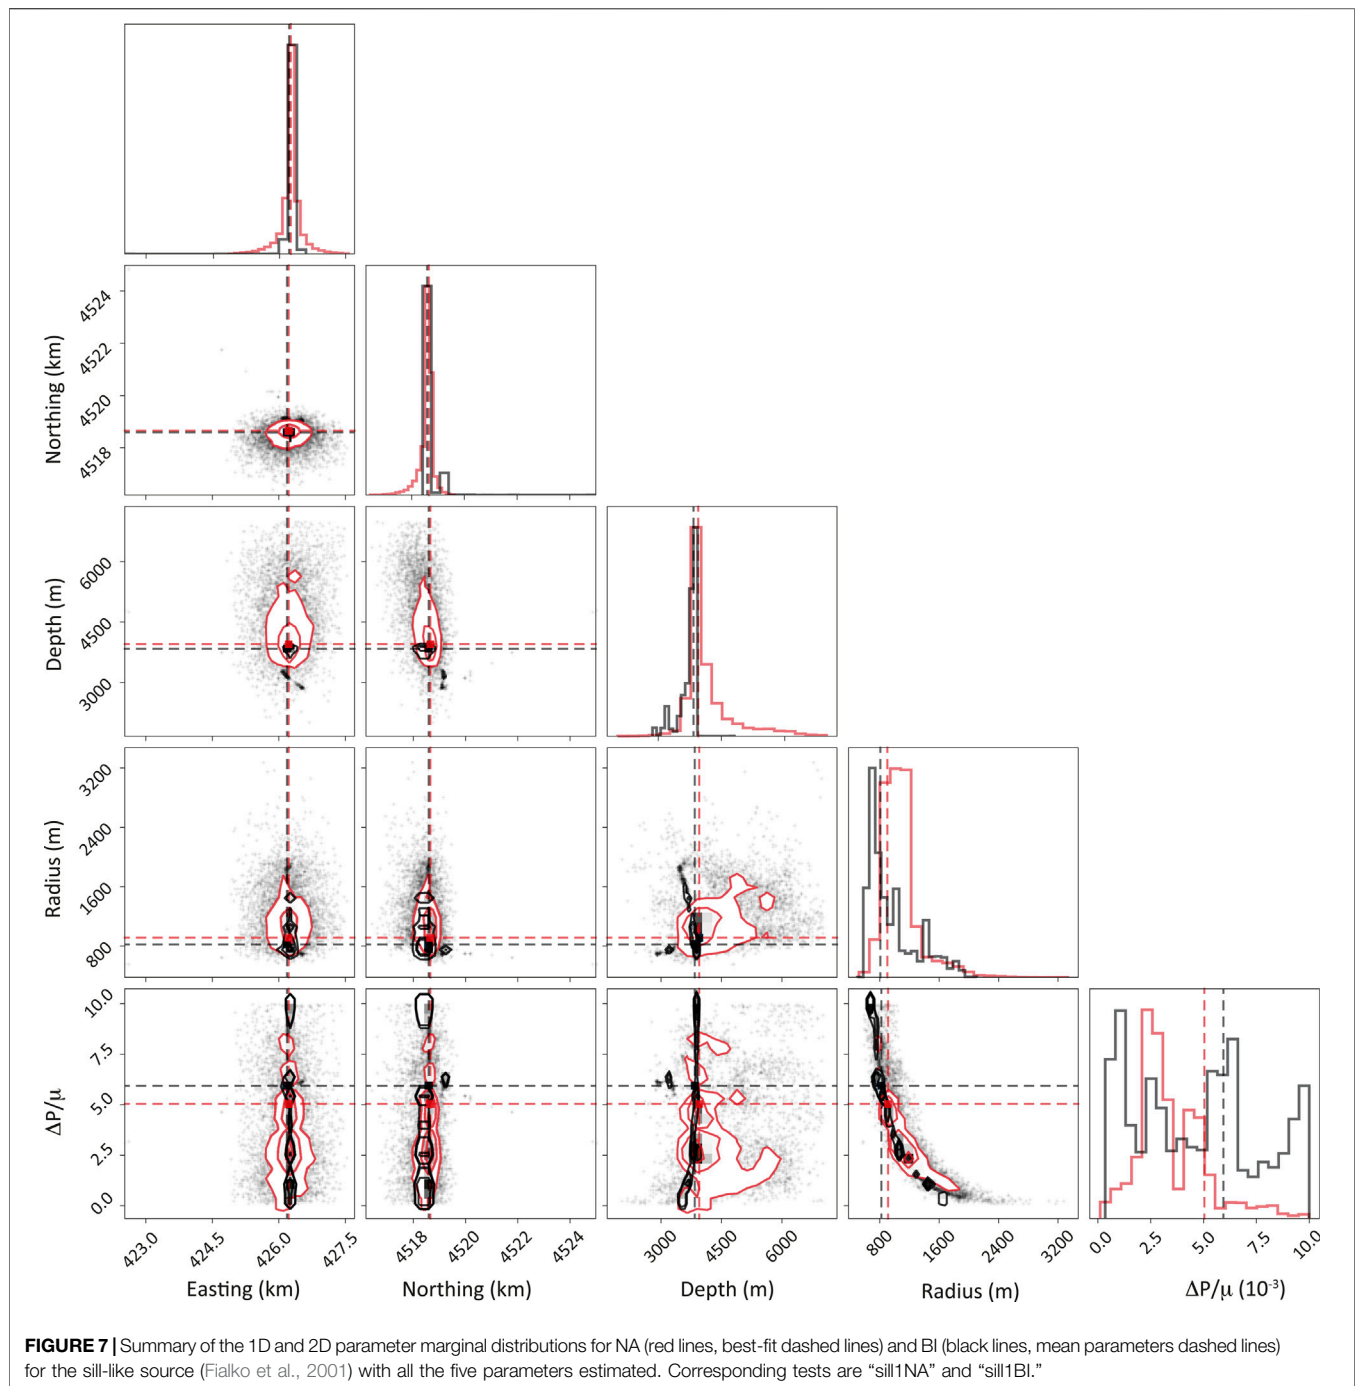 4524
4522
4520
4518
Northing (km)
6000
4500
3000
Depth (m)
3200
2400
1600
800
Radius (m)
10.0
7.5
5.0
2.5
0.0
ΔP/μ
423.0 424.5 426.0 427.5
Easting (km)
4518 4520 4522 4524
Northing (km)
3000 4500 6000
Depth (m)
800 1600 2400 3200
Radius (m)
0.0 2.5 5.0 7.5 10.0
ΔP/μ (10⁻³)
FIGURE 7 | Summary of the 1D and 2D parameter marginal distributions for NA (red lines, best-fit dashed lines) and BI (black lines, mean parameters dashed lines)
for the sill-like source (Fialko et al., 2001) with all the five parameters estimated. Corresponding tests are “sill1NA” and “sill1BI.”